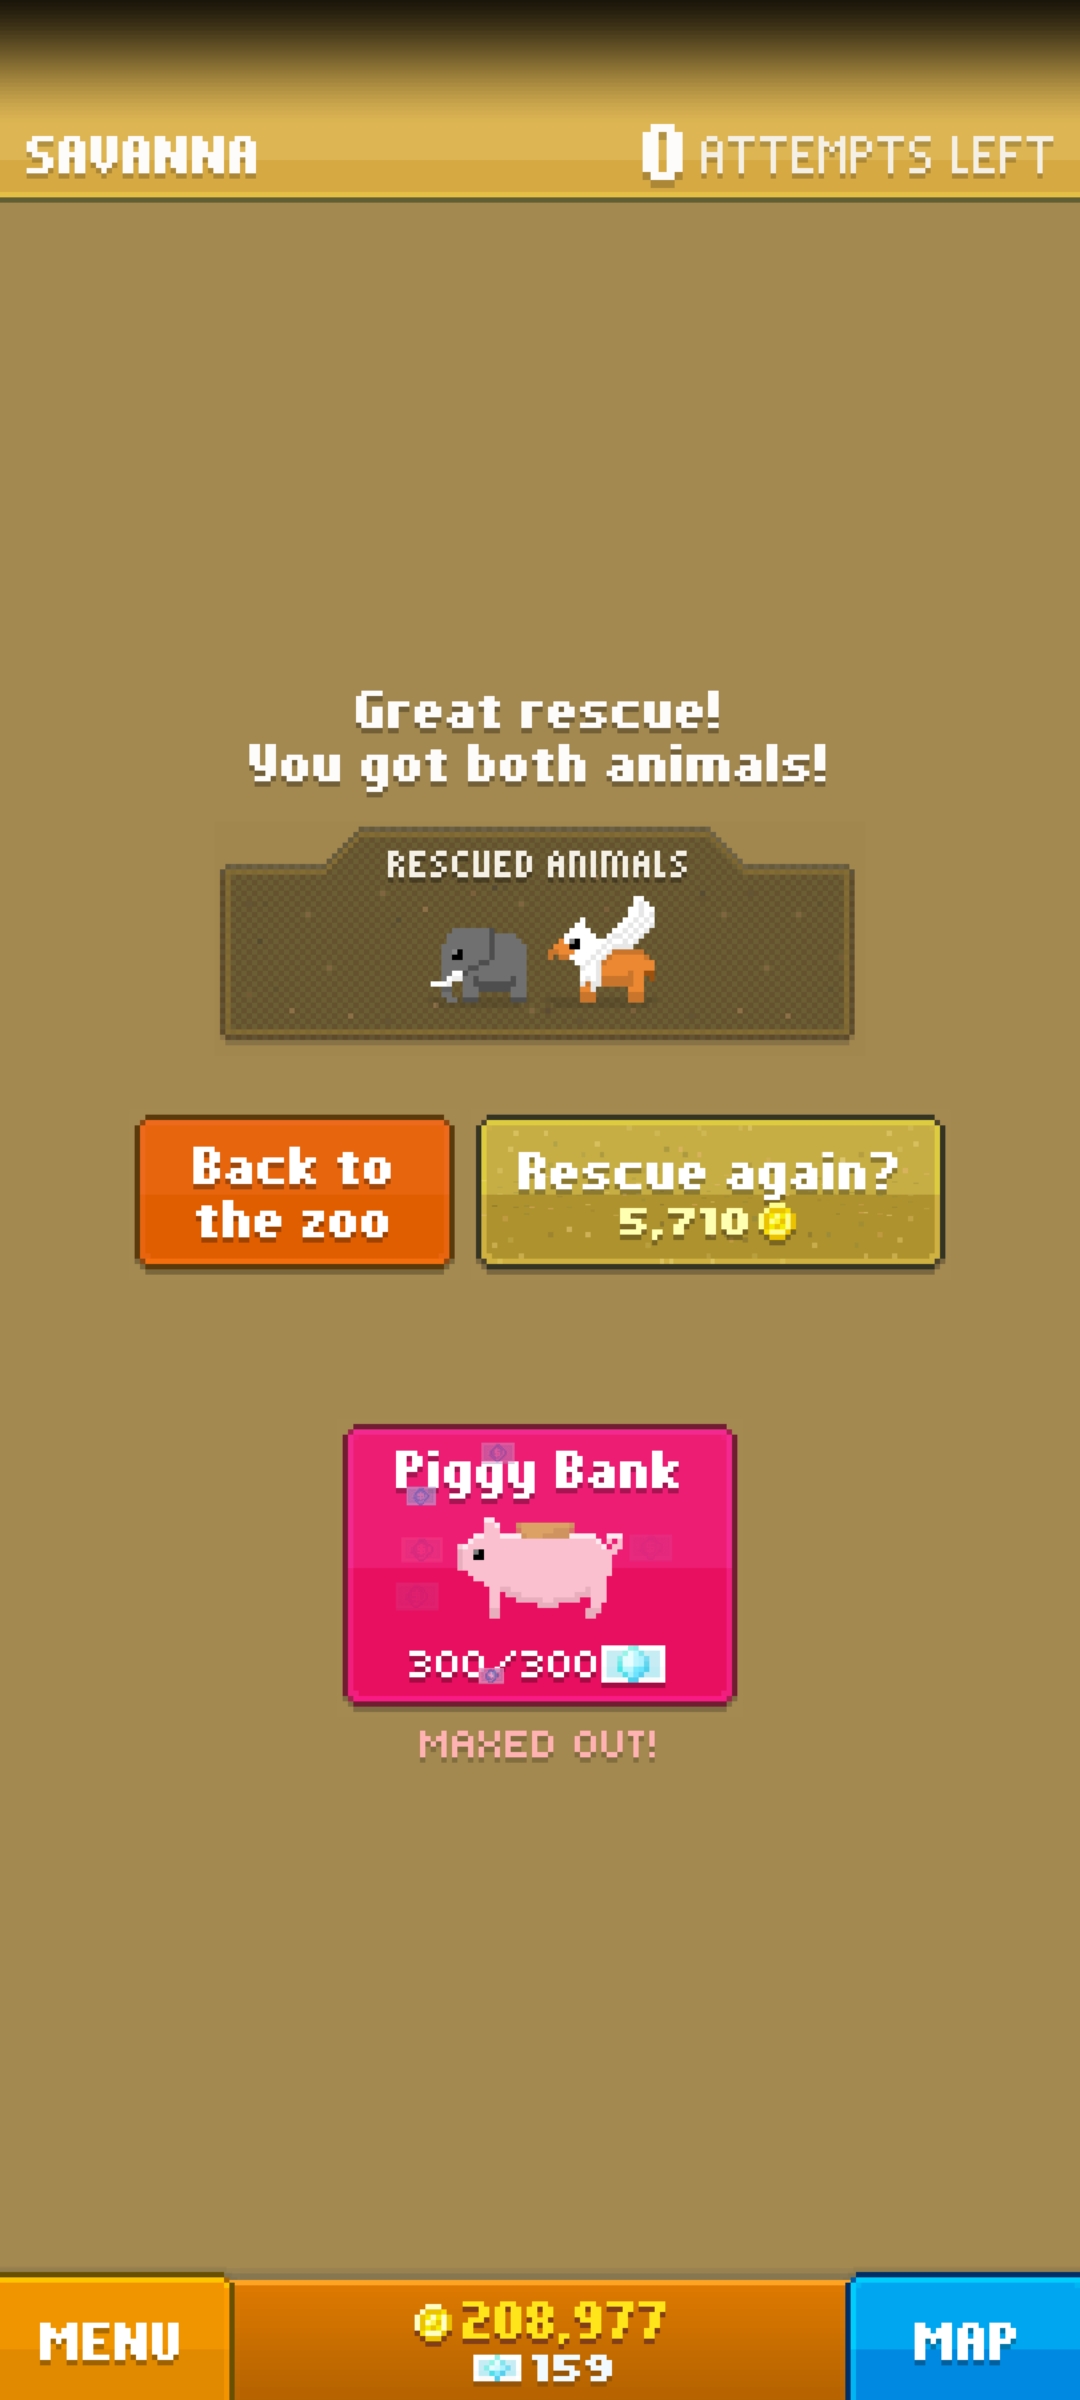 SAVANNA
0 ATTEMPTS LEFT
Great rescue!
You got both animals!
RESCUED ANIMALS
Back to
the zoo
Rescue again?
5,710
Piggy Bank
300/300
MAXED OUT!
MENU
208,977
159
MAP